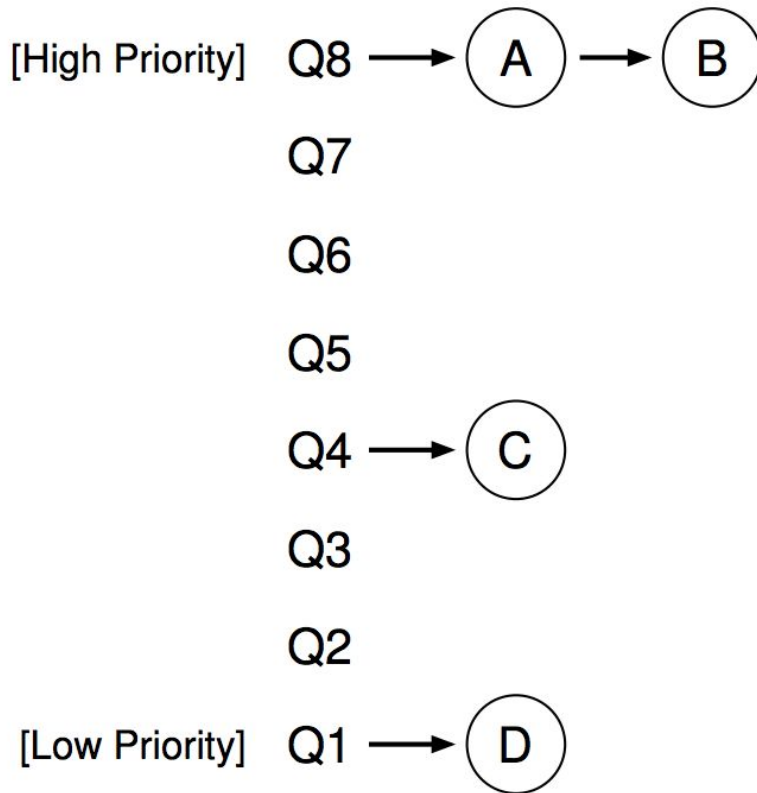 [High Priority] Q8 A B
Q7
Q6
Q5
Q4 C
Q3
Q2
[Low Priority] Q1 D